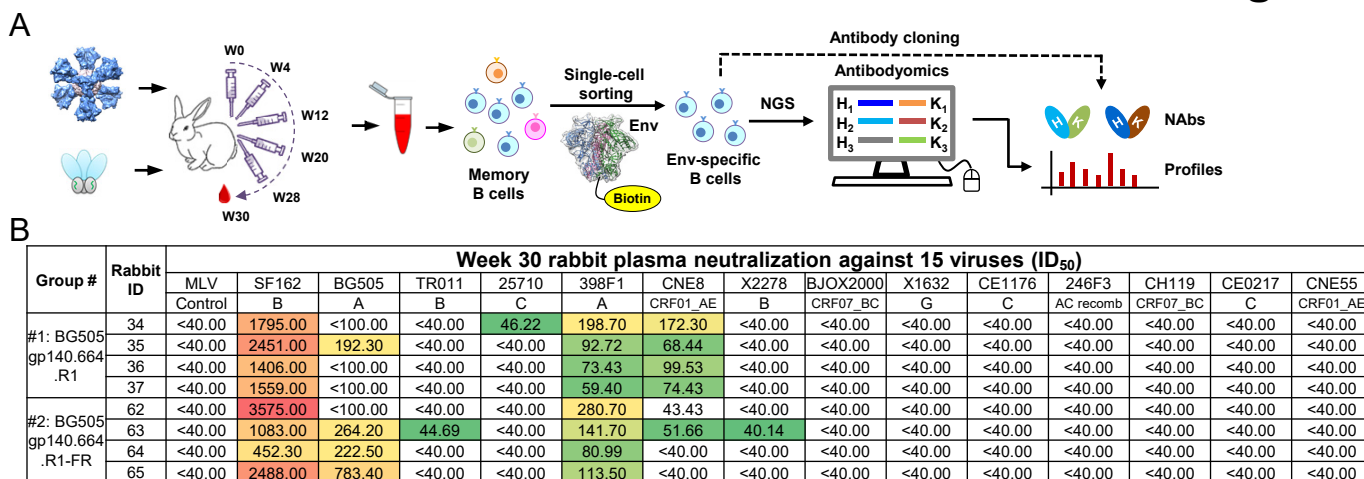 A
W0
W4
W12
W20
W28
W30
Memory
B cells
Single-cell
sorting
Env
Biotin
Env-specific
B cells
NGS
Antibody cloning
Antibodyomics
H1 K1
H2 K2
H3 K3
H K H K
NAbs
Profiles
B
Group # Rabbit ID Week 30 rabbit plasma neutralization against 15 viruses (ID50)
MLV SF162 BG505 TR011 25710 398F1 CNE8 X2278 BJOX2000 X1632 CE1176 246F3 CH119 CE0217 CNE55
Control B A B C A CRF01_AE B CRF07_BC G C AC recomb CRF07_BC C CRF01_AE
#1: BG505 gp140.664 .R1
34 <40.00 1795.00 <100.00 <40.00 46.22 198.70 172.30 <40.00 <40.00 <40.00 <40.00 <40.00 <40.00 <40.00 <40.00
35 <40.00 2451.00 192.30 <40.00 <40.00 92.72 68.44 <40.00 <40.00 <40.00 <40.00 <40.00 <40.00 <40.00 <40.00
36 <40.00 1406.00 <100.00 <40.00 <40.00 73.43 99.53 <40.00 <40.00 <40.00 <40.00 <40.00 <40.00 <40.00 <40.00
37 <40.00 1559.00 <100.00 <40.00 <40.00 59.40 74.43 <40.00 <40.00 <40.00 <40.00 <40.00 <40.00 <40.00 <40.00
#2: BG505 gp140.664 .R1-FR
62 <40.00 3575.00 <100.00 <40.00 <40.00 280.70 43.43 <40.00 <40.00 <40.00 <40.00 <40.00 <40.00 <40.00 <40.00
63 <40.00 1083.00 264.20 44.69 <40.00 141.70 51.66 40.14 <40.00 <40.00 <40.00 <40.00 <40.00 <40.00 <40.00
64 <40.00 452.30 222.50 <40.00 <40.00 80.99 <40.00 <40.00 <40.00 <40.00 <40.00 <40.00 <40.00 <40.00 <40.00
65 <40.00 2488.00 783.40 <40.00 <40.00 113.50 <40.00 <40.00 <40.00 <40.00 <40.00 <40.00 <40.00 <40.00 <40.00